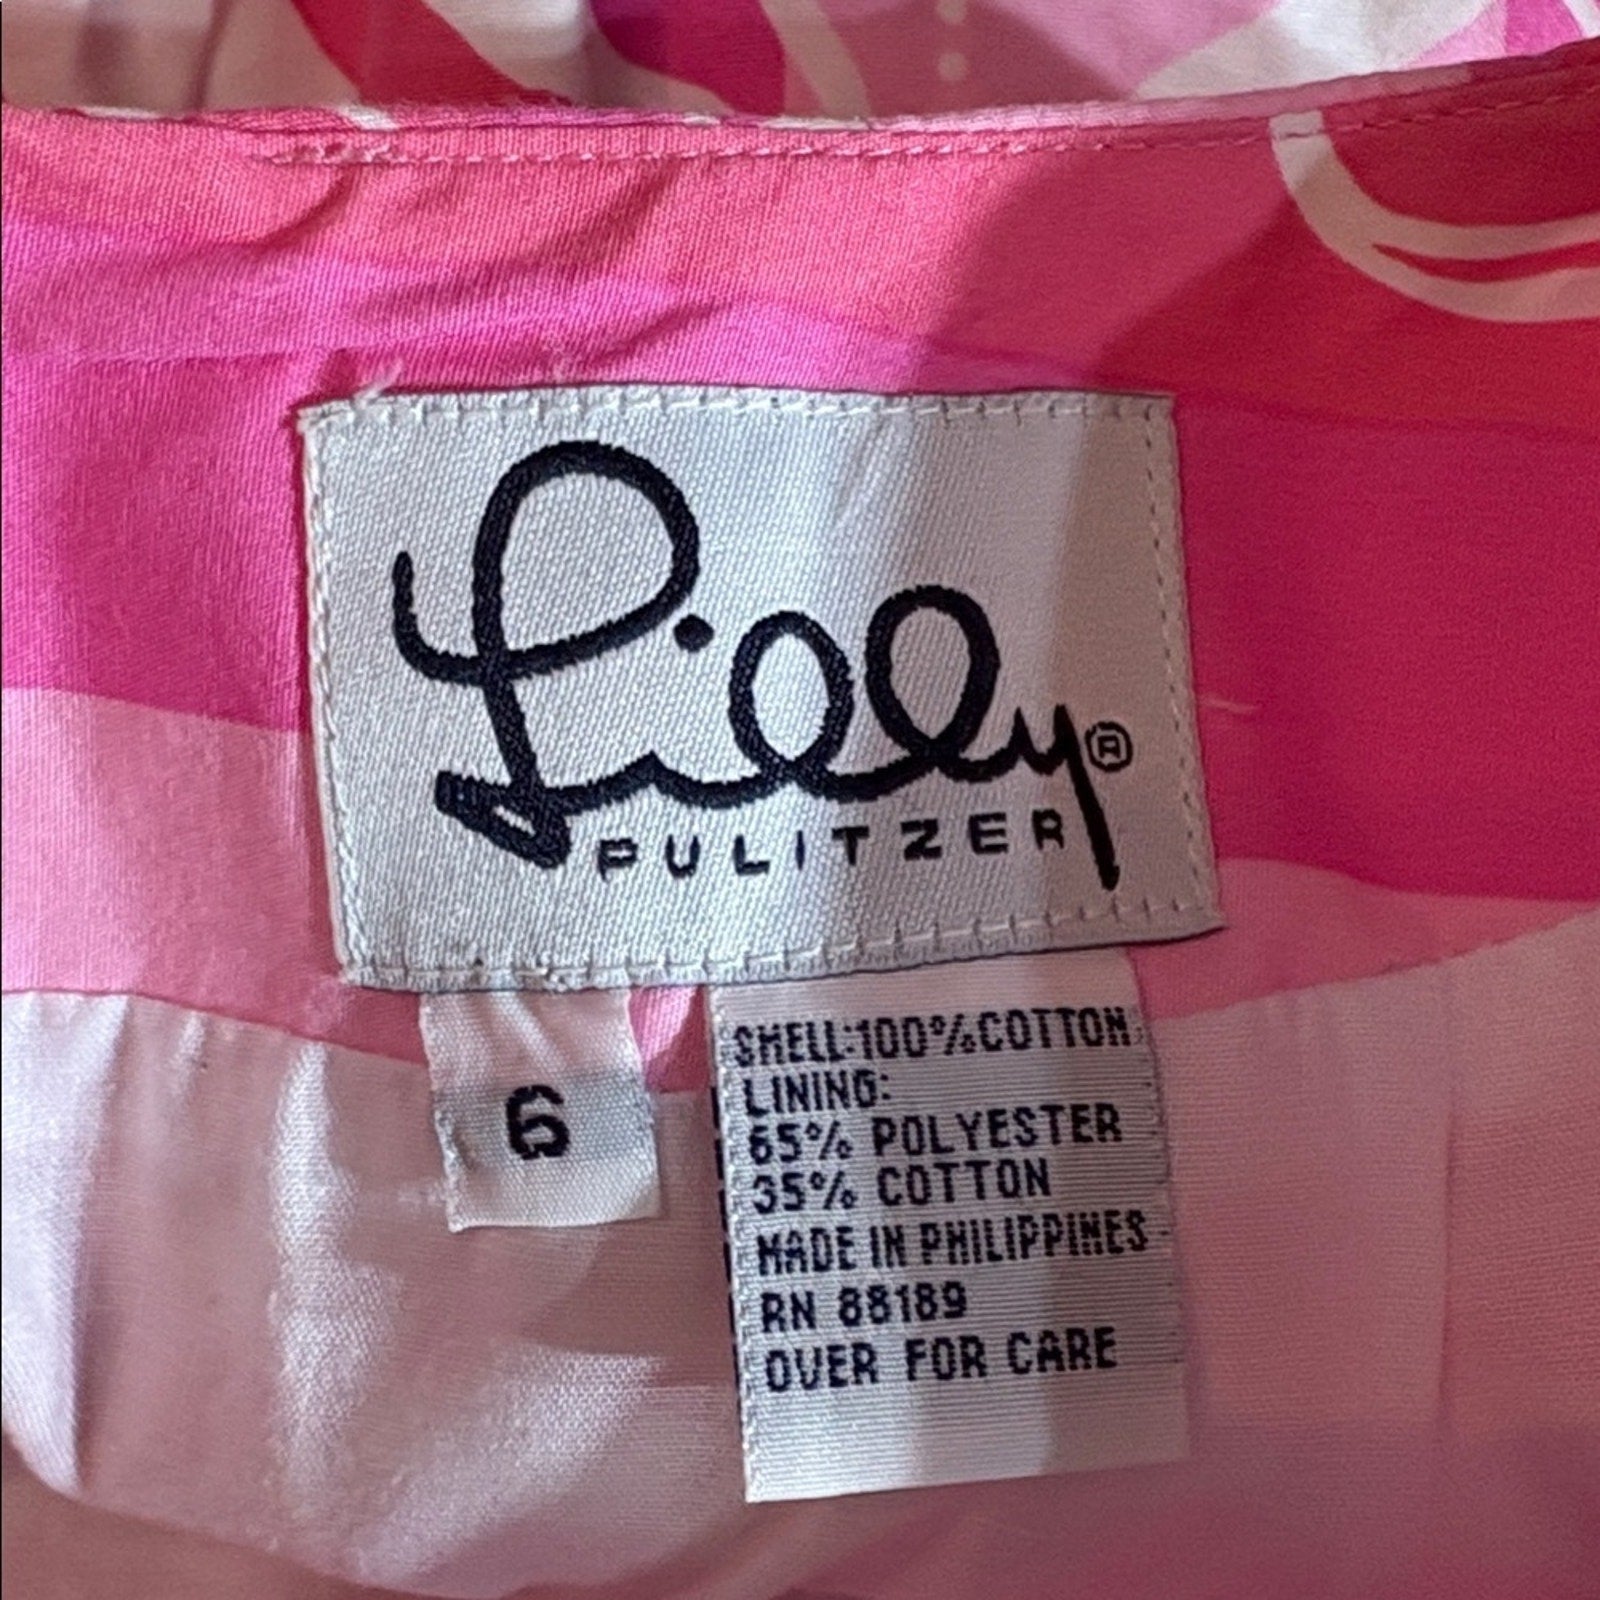 Lilly®
PULITZER
6
SHELL:100%COTTON
LINING:
65% POLYESTER
35% COTTON
MADE IN PHILIPPINES
RN 88189
OVER FOR CARE